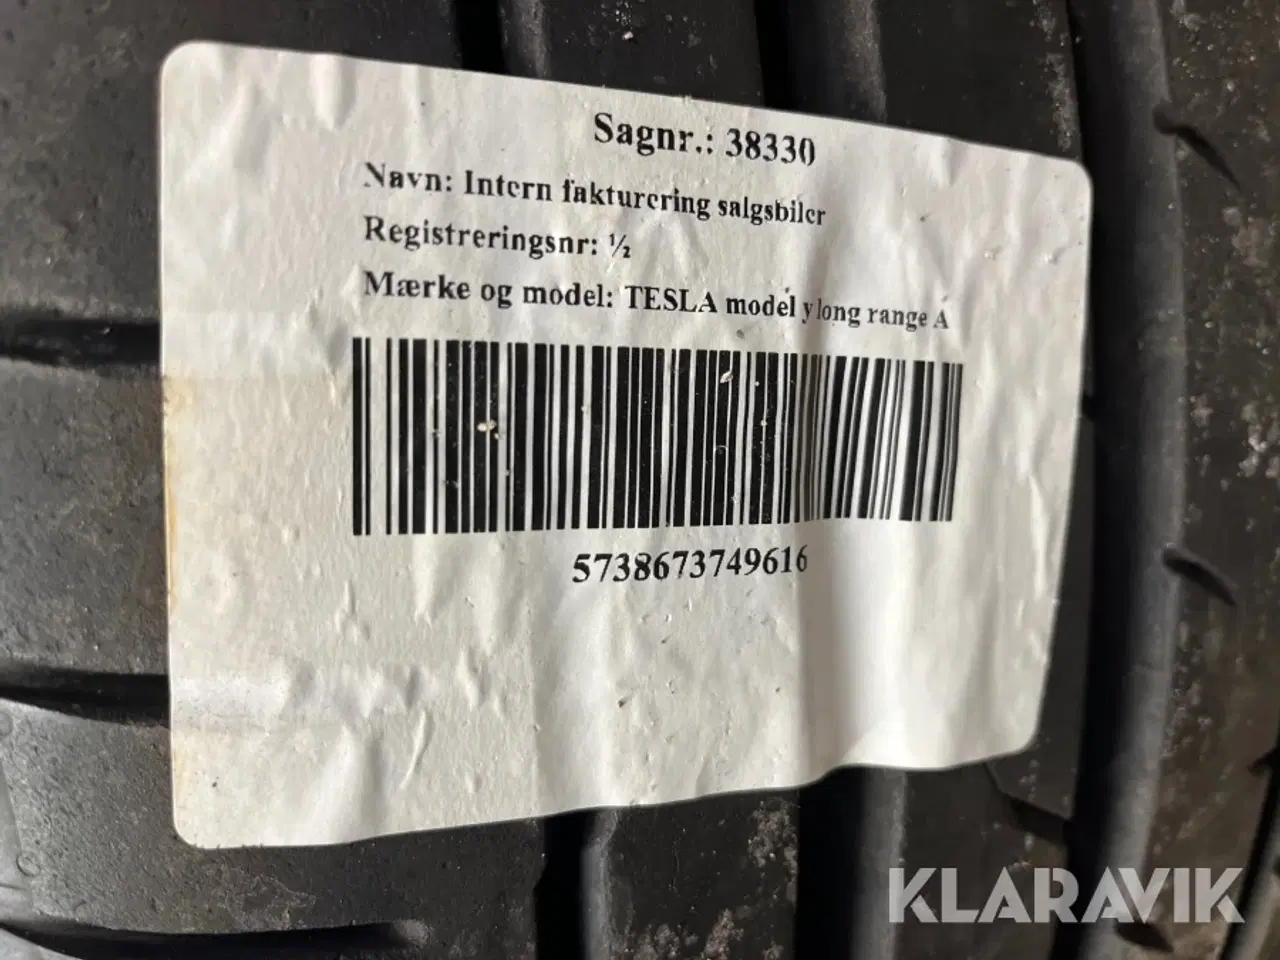 Sagnr.: 38330
Navn: Intern fakturering salgsbiler
Registreringsnr: ½
Mærke og model: TESLA model y long range A
5738673749616
KLARAVIK